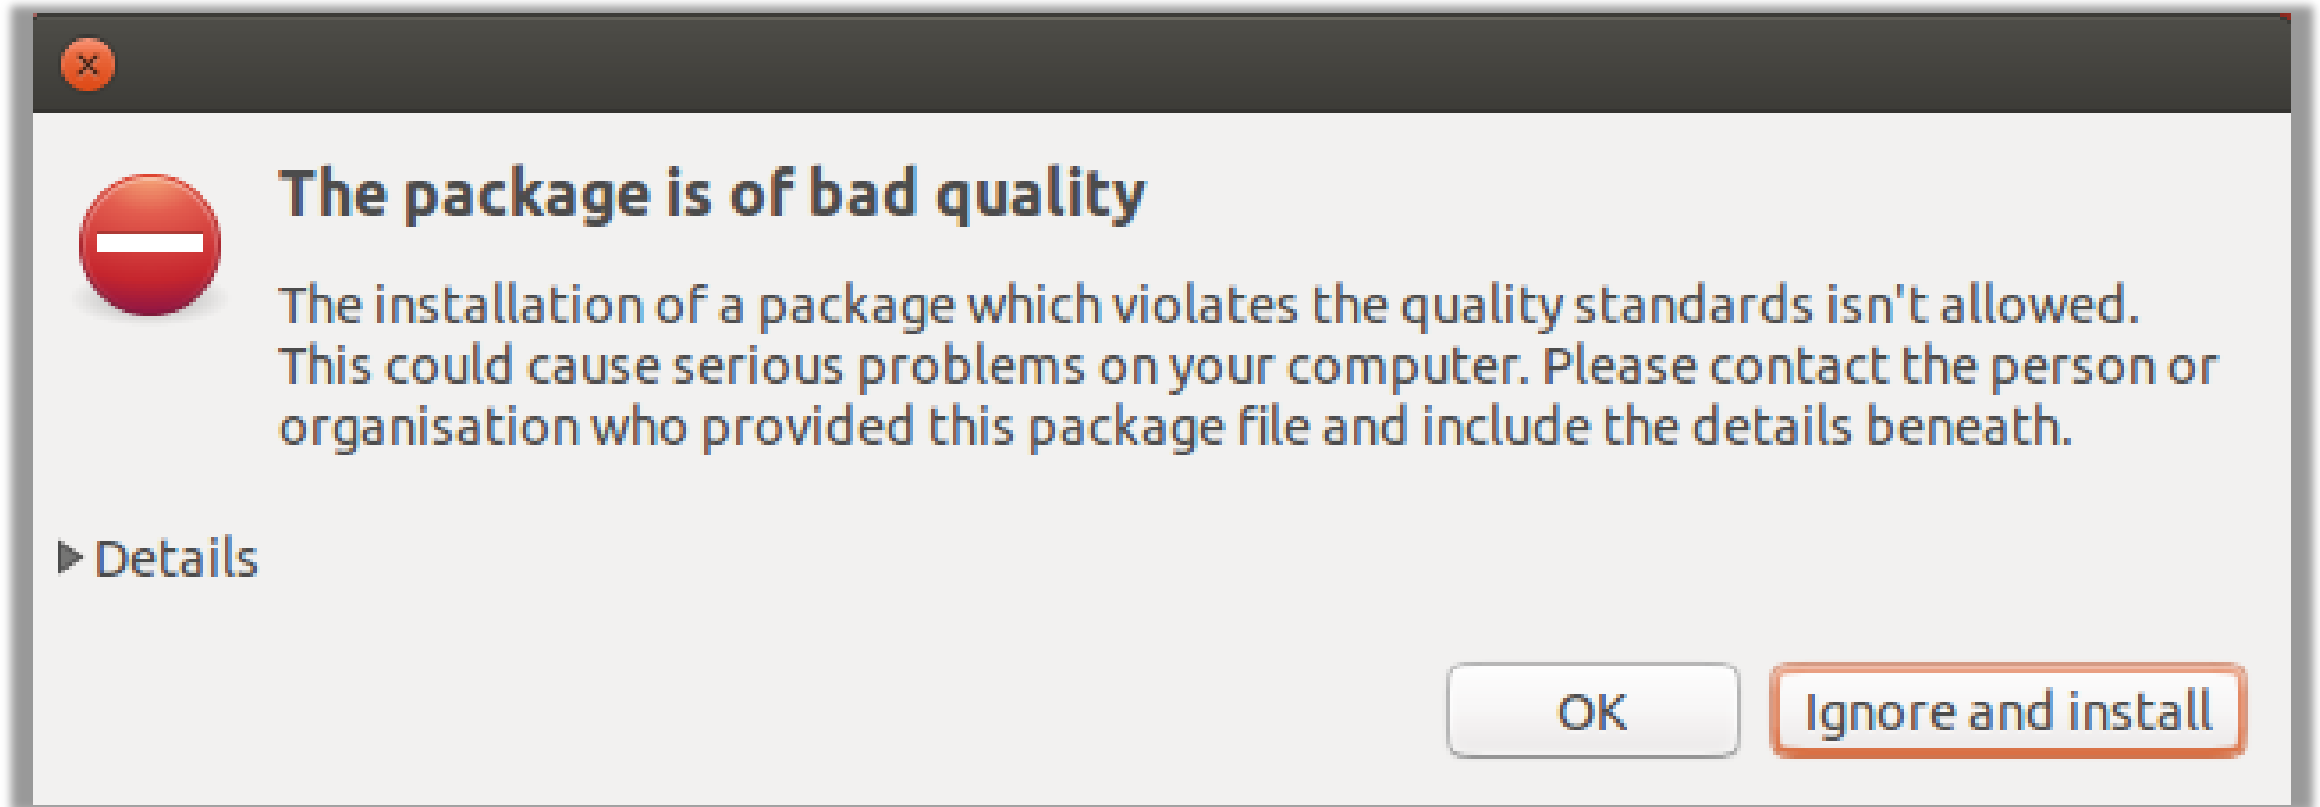 The package is of bad quality
The installation of a package which violates the quality standards isn't allowed.
This could cause serious problems on your computer. Please contact the person or
organisation who provided this package file and include the details beneath.
Details
OK
Ignore and install